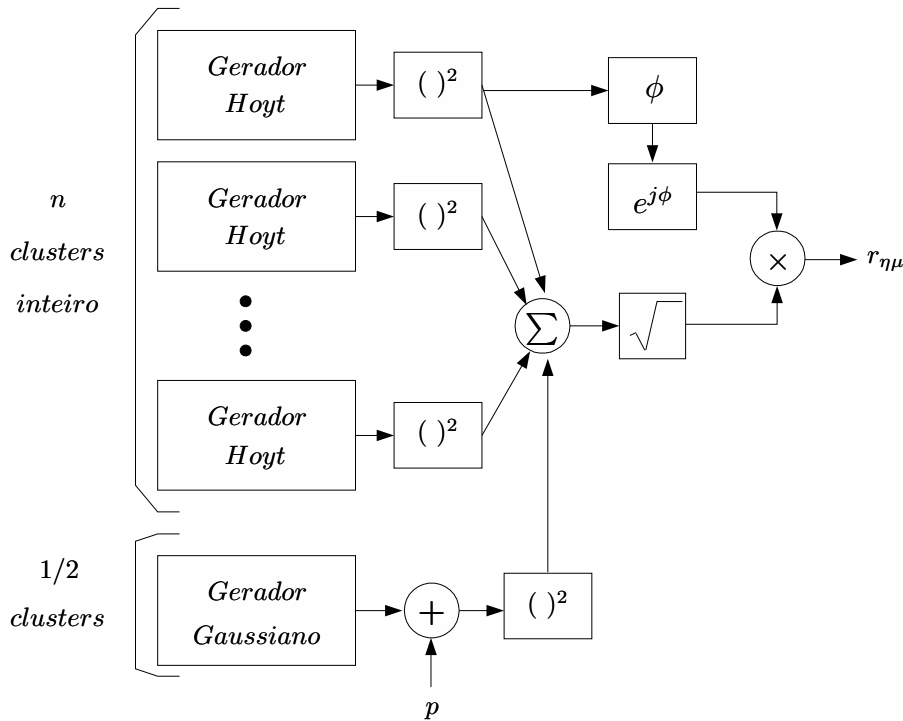 Gerador
Hoyt
( )²
ϕ
n
clusters
inteiro
Gerador
Hoyt
( )²
e^{jϕ}
×
r_{ημ}
∑
√
Gerador
Hoyt
( )²
1/2
clusters
Gerador
Gaussiano
+
( )²
p